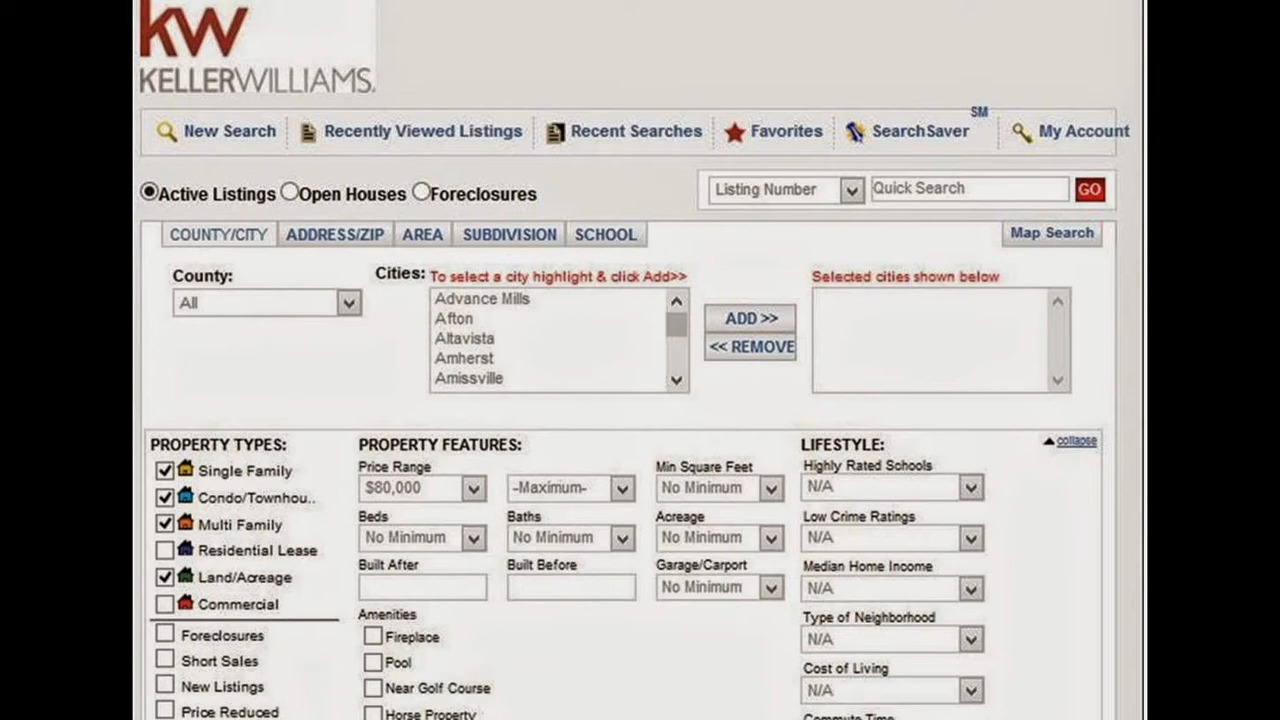 kw
KELLERWILLIAMS.
New Search Recently Viewed Listings Recent Searches Favorites SearchSaver SM My Account
Active Listings Open Houses Foreclosures Listing Number Quick Search GO
COUNTY/CITY ADDRESS/ZIP AREA SUBDIVISION SCHOOL Map Search
County: Cities: To select a city highlight & click Add>> Selected cities shown below
All
Advance Mills
Afton
Altavista
Amherst
Amissville
ADD >>
<< REMOVE
PROPERTY TYPES:
Single Family
Condo/Townhou..
Multi Family
Residential Lease
Land/Acreage
Commercial
Foreclosures
Short Sales
New Listings
Price Reduced
PROPERTY FEATURES:
Price Range Min Square Feet
$80,000 -Maximum- No Minimum
Beds Baths Acreage
No Minimum No Minimum No Minimum
Built After Built Before Garage/Carport
No Minimum
Amenities
Fireplace
Pool
Near Golf Course
Horse Property
LIFESTYLE: collapse
Highly Rated Schools
N/A
Low Crime Ratings
N/A
Median Home Income
N/A
Type of Neighborhood
N/A
Cost of Living
N/A
Commute Time